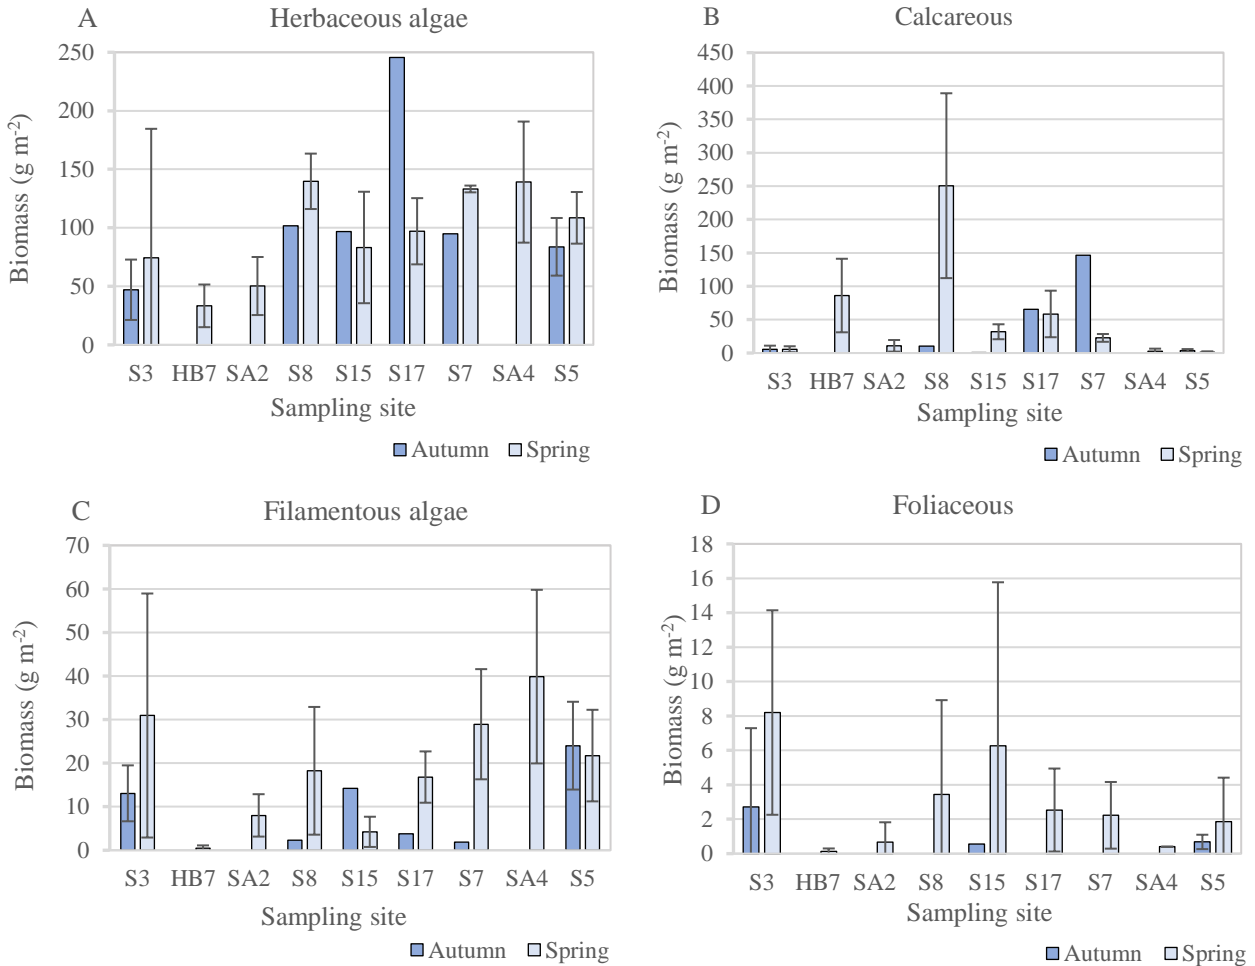 A
Herbaceous algae
250
200
150
100
50
0
Biomass (g m-2)
S3 HB7 SA2 S8 S15 S17 S7 SA4 S5
Sampling site
Autumn Spring
B
Calcareous
450
400
350
300
250
200
150
100
50
0
Biomass (g m-2)
S3 HB7 SA2 S8 S15 S17 S7 SA4 S5
Sampling site
Autumn Spring
C
Filamentous algae
70
60
50
40
30
20
10
0
Biomass (g m-2)
S3 HB7 SA2 S8 S15 S17 S7 SA4 S5
Sampling site
Autumn Spring
D
Foliaceous
18
16
14
12
10
8
6
4
2
0
Biomass (g m-2)
S3 HB7 SA2 S8 S15 S17 S7 SA4 S5
Sampling site
Autumn Spring